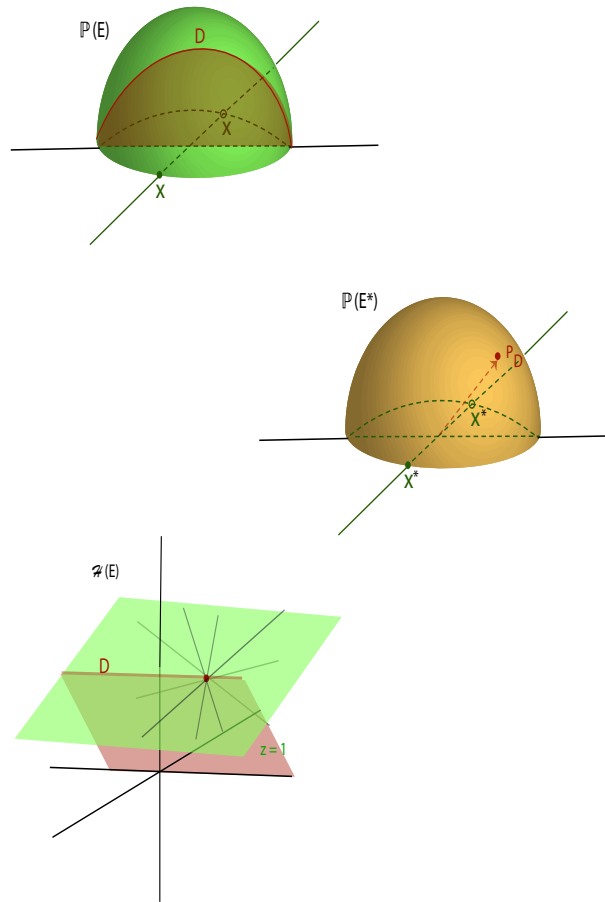 ℙ(E)
D
X
X
ℙ(E*)
P_D
X*
X*
ℋ(E)
D
z = 1